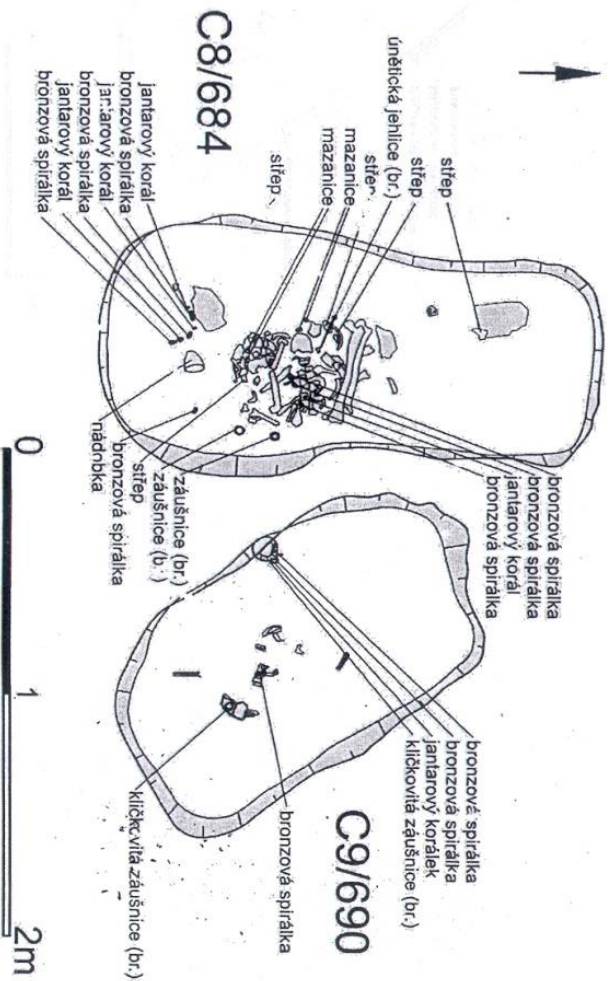 C8/684
únětická jehlice (br.)
střep
střep
střep
mazanice
mazanice
střep
jantarový korál
bronzová spirálka
jantarový korál
bronzová spirálka
jantarový korál
bronzová spirálka
bronzová spirálka
bronzová spirálka
jantarový korál
bronzová spirálka
záušnice (br.)
záušnice (b.)
střep
bronzová spirálka
nádobka
C9/690
bronzová spirálka
bronzová spirálka
jantarový korálek
kličkovitá záušnice (br.)
bronzová spirálka
kličkovitá záušnice (br.)
0
1
2m